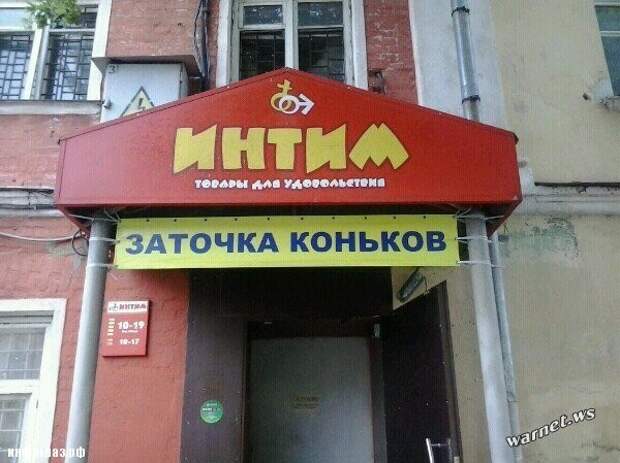 ИНТИМ
ТОВАРЫ ДЛЯ УДОВОЛЬСТВИЯ
ЗАТОЧКА КОНЬКОВ
ИНТИМ
10-19
10-17
warnet.ws